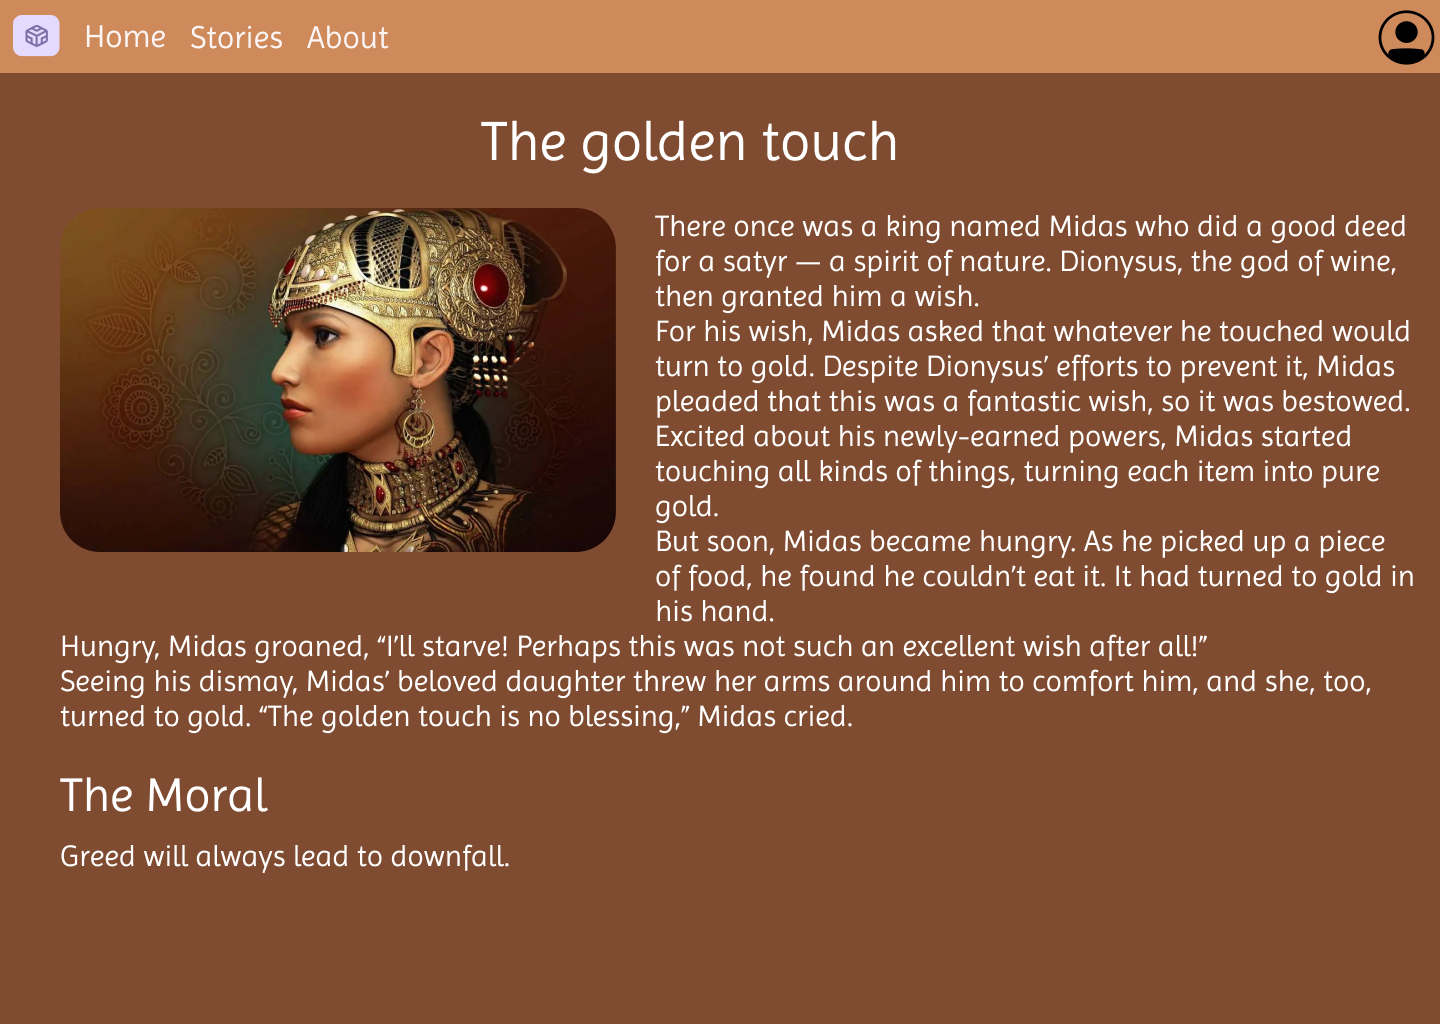 Home Stories About
The golden touch
There once was a king named Midas who did a good deed
for a satyr — a spirit of nature. Dionysus, the god of wine,
then granted him a wish.
For his wish, Midas asked that whatever he touched would
turn to gold. Despite Dionysus’ efforts to prevent it, Midas
pleaded that this was a fantastic wish, so it was bestowed.
Excited about his newly-earned powers, Midas started
touching all kinds of things, turning each item into pure
gold.
But soon, Midas became hungry. As he picked up a piece
of food, he found he couldn’t eat it. It had turned to gold in
his hand.
Hungry, Midas groaned, “I’ll starve! Perhaps this was not such an excellent wish after all!”
Seeing his dismay, Midas’ beloved daughter threw her arms around him to comfort him, and she, too,
turned to gold. “The golden touch is no blessing,” Midas cried.
The Moral
Greed will always lead to downfall.